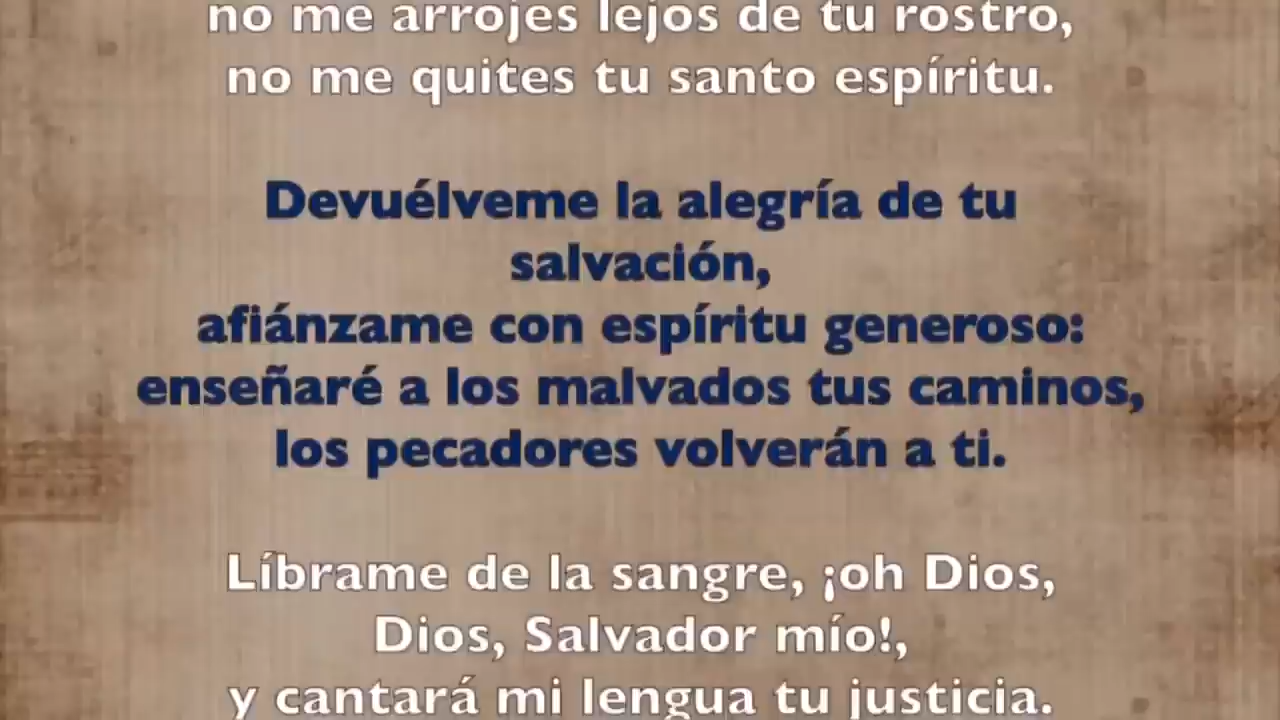 no me arrojes lejos de tu rostro,
no me quites tu santo espíritu.
Devuélveme la alegría de tu
salvación,
afiánzame con espíritu generoso:
enseñaré a los malvados tus caminos,
los pecadores volverán a ti.
Líbrame de la sangre, ¡oh Dios,
Dios, Salvador mío!,
y cantará mi lengua tu justicia.